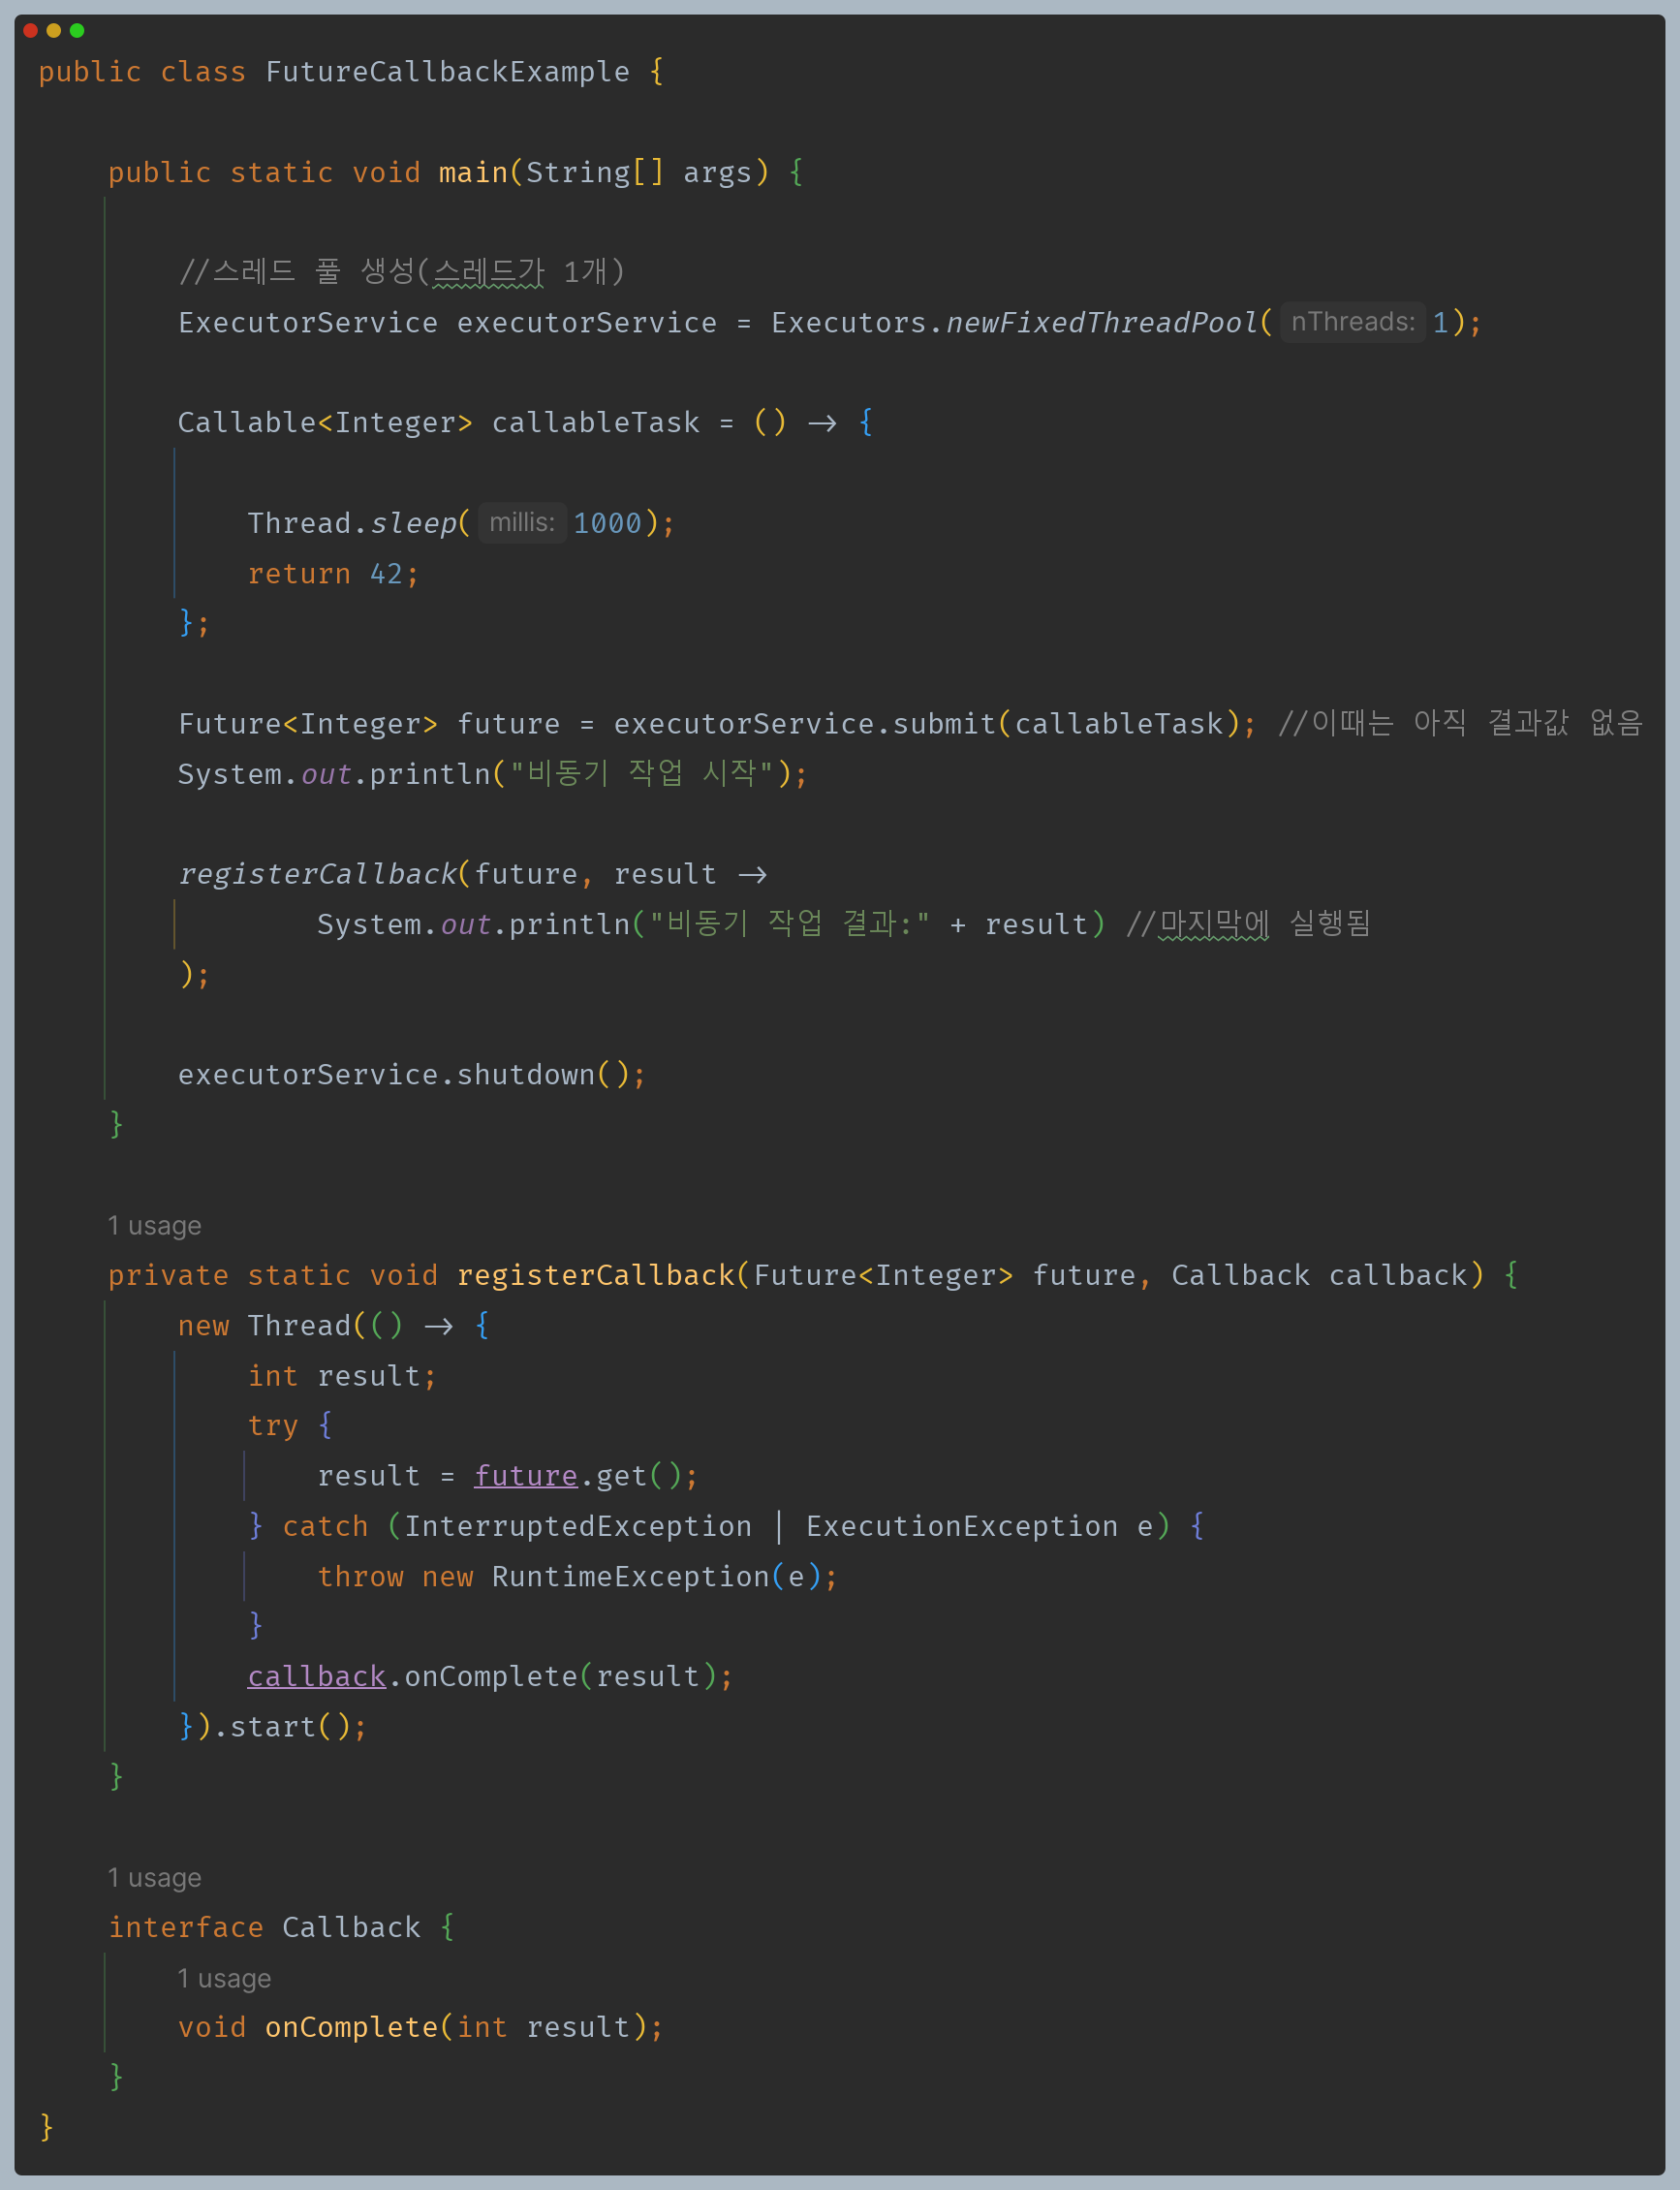 public class FutureCallbackExample {
public static void main(String[] args) {
//스레드 풀 생성(스레드가 1개)
ExecutorService executorService = Executors.newFixedThreadPool( nThreads: 1);
Callable<Integer> callableTask = () -> {
Thread.sleep( millis: 1000);
return 42;
};
Future<Integer> future = executorService.submit(callableTask); //이때는 아직 결과값 없음
System.out.println("비동기 작업 시작");
registerCallback(future, result ->
System.out.println("비동기 작업 결과:" + result) //마지막에 실행됨
);
executorService.shutdown();
}
1 usage
private static void registerCallback(Future<Integer> future, Callback callback) {
new Thread(() -> {
int result;
try {
result = future.get();
} catch (InterruptedException | ExecutionException e) {
throw new RuntimeException(e);
}
callback.onComplete(result);
}).start();
}
1 usage
interface Callback {
1 usage
void onComplete(int result);
}
}